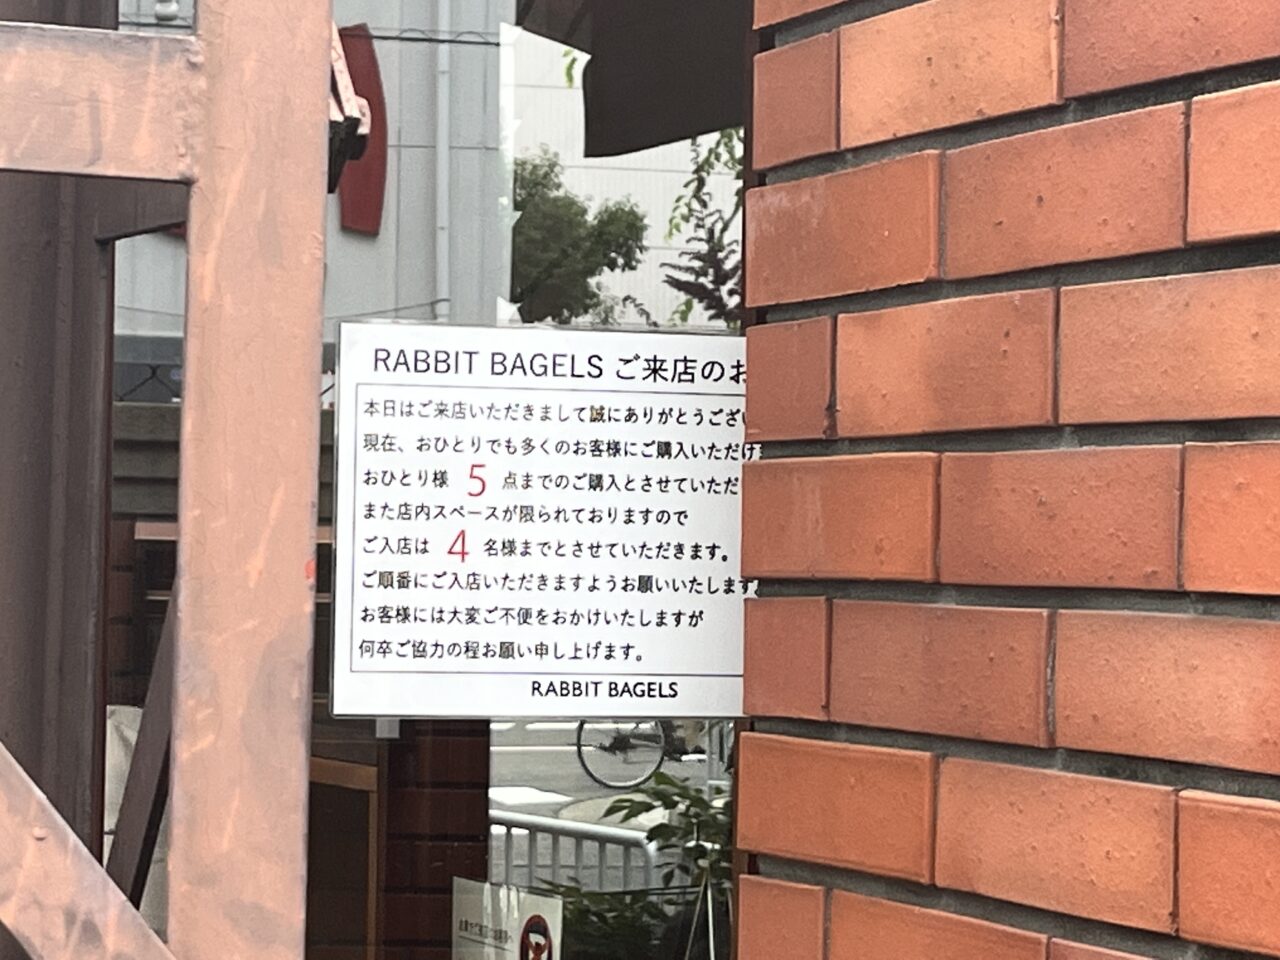 RABBIT BAGELS ご来店のお
本日はご来店いただきまして誠にありがとうござい
現在、おひとりでも多くのお客様にご購入いただけ
おひとり様 5 点までのご購入とさせていただ
また店内スペースが限られておりますので
ご入店は 4 名様までとさせていただきます。
ご順番にご入店いただきますようお願いいたします。
お客様には大変ご不便をおかけいたしますが
何卒ご協力の程お願い申し上げます。
RABBIT BAGELS